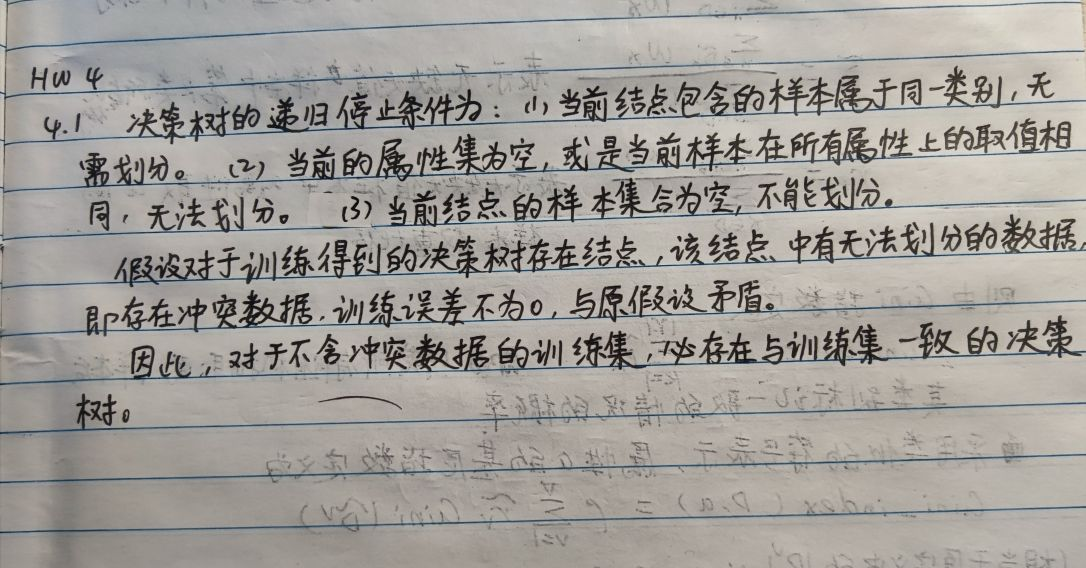 HW 4
4.1 决策树的递归停止条件为：(1) 当前结点包含的样本属于同一类别，无
需划分。 (2) 当前的属性集为空，或是当前样本在所有属性上的取值相
同，无法划分。 (3) 当前结点的样本集合为空，不能划分。
假设对于训练得到的决策树存在结点，该结点中有无法划分的数据，
即存在冲突数据，训练误差不为0，与原假设矛盾。
因此，对于不含冲突数据的训练集，必存在与训练集一致的决策
树。